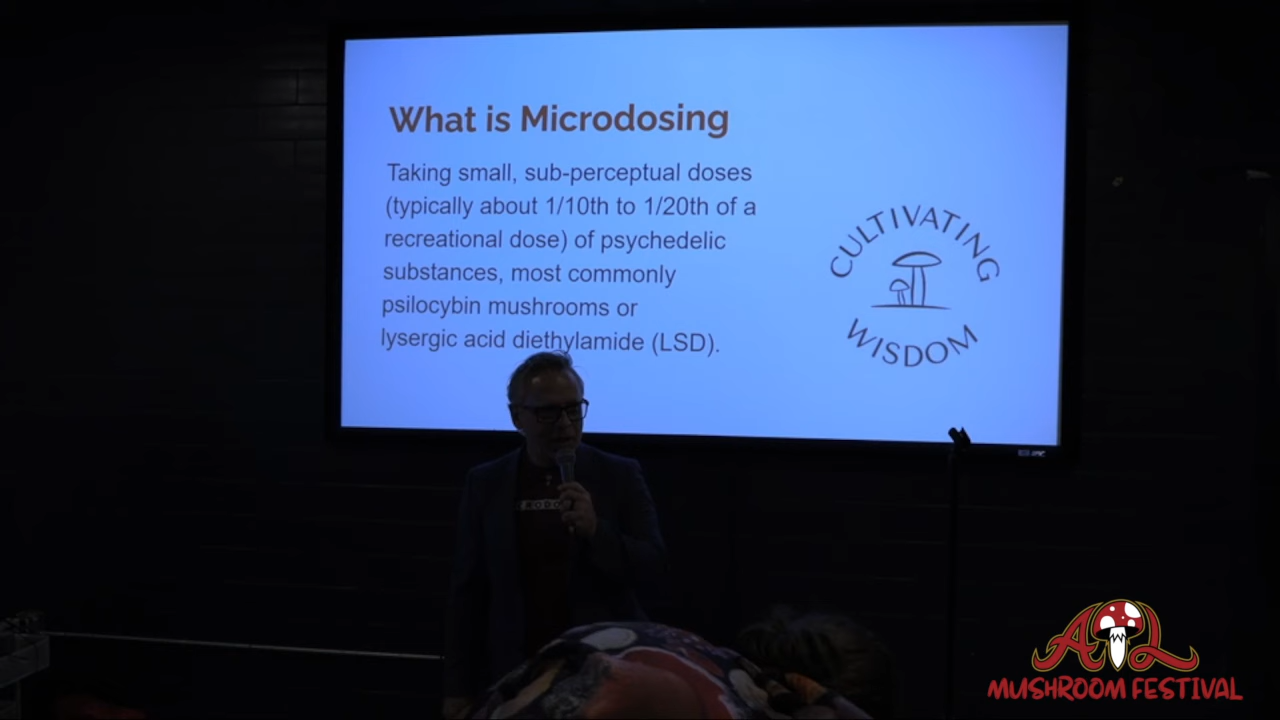 What is Microdosing
Taking small, sub-perceptual doses
(typically about 1/10th to 1/20th of a
recreational dose) of psychedelic
substances, most commonly
psilocybin mushrooms or
lysergic acid diethylamide (LSD).
CULTIVATING
WISDOM
MUSHROOM FESTIVAL